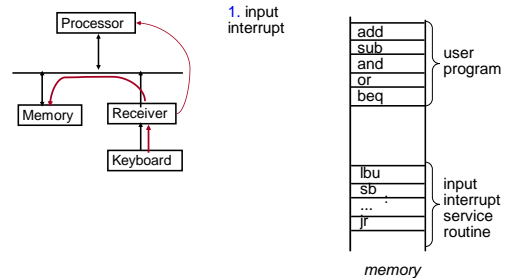 Processor
Memory
Receiver
Keyboard
1. input
interrupt
add
sub
and
or
beq
user
program
lbu
sb
... :
jr
input
interrupt
service
routine
memory